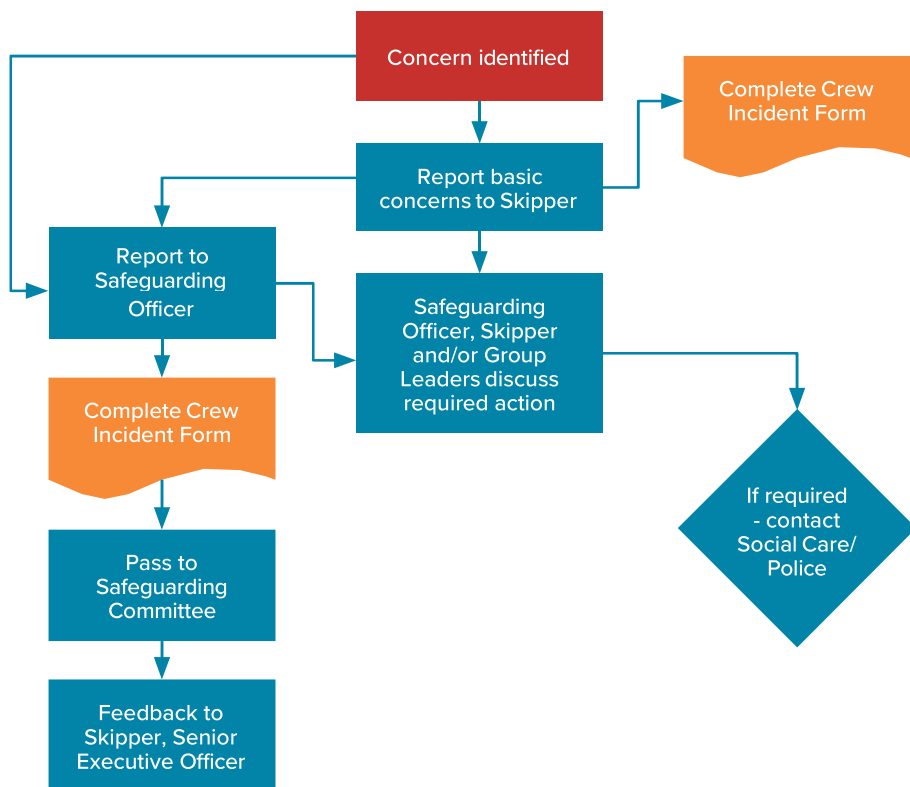 Concern identified
Complete Crew
Incident Form
Report basic
concerns to Skipper
Report to
Safeguarding
Officer
Safeguarding
Officer, Skipper
and/or Group
Leaders discuss
required action
Complete Crew
Incident Form
If required
- contact
Social Care/
Police
Pass to
Safeguarding
Committee
Feedback to
Skipper, Senior
Executive Officer